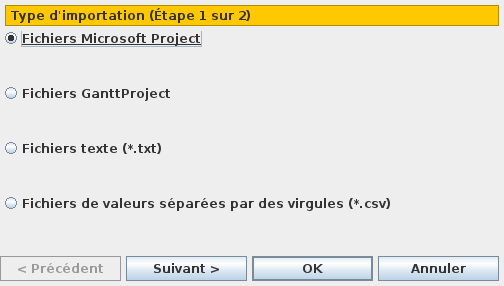 Type d'importation (Étape 1 sur 2)
Fichiers Microsoft Project
Fichiers GanttProject
Fichiers texte (*.txt)
Fichiers de valeurs séparées par des virgules (*.csv)
< Précédent
Suivant >
OK
Annuler